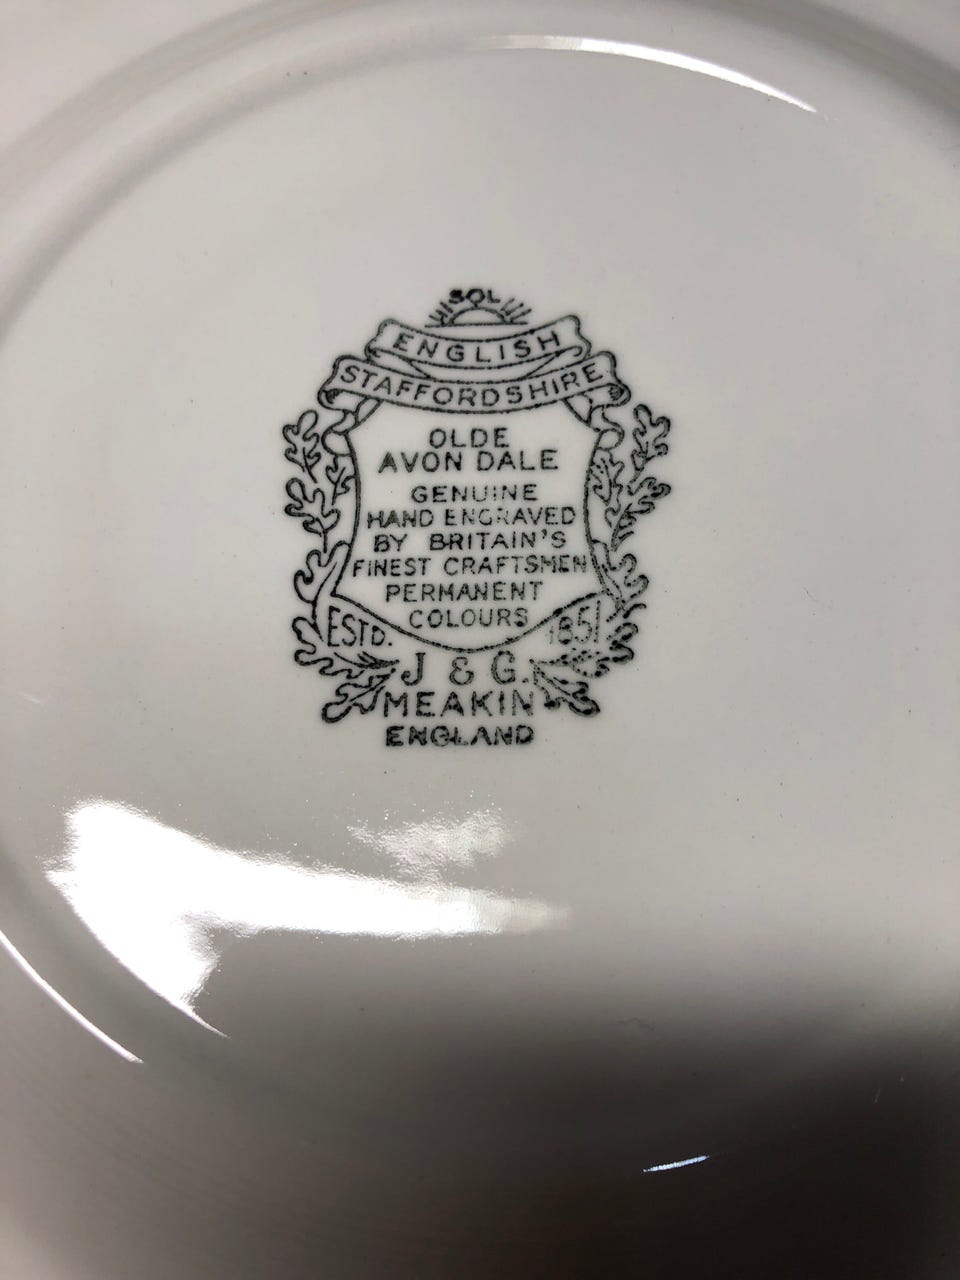 SOL
ENGLISH
STAFFORDSHIRE
OLDE
AVON DALE
GENUINE
HAND ENGRAVED
BY BRITAIN'S
FINEST CRAFTSMEN
PERMANENT
COLOURS
ESTD. 1851
J & G.
MEAKIN
ENGLAND